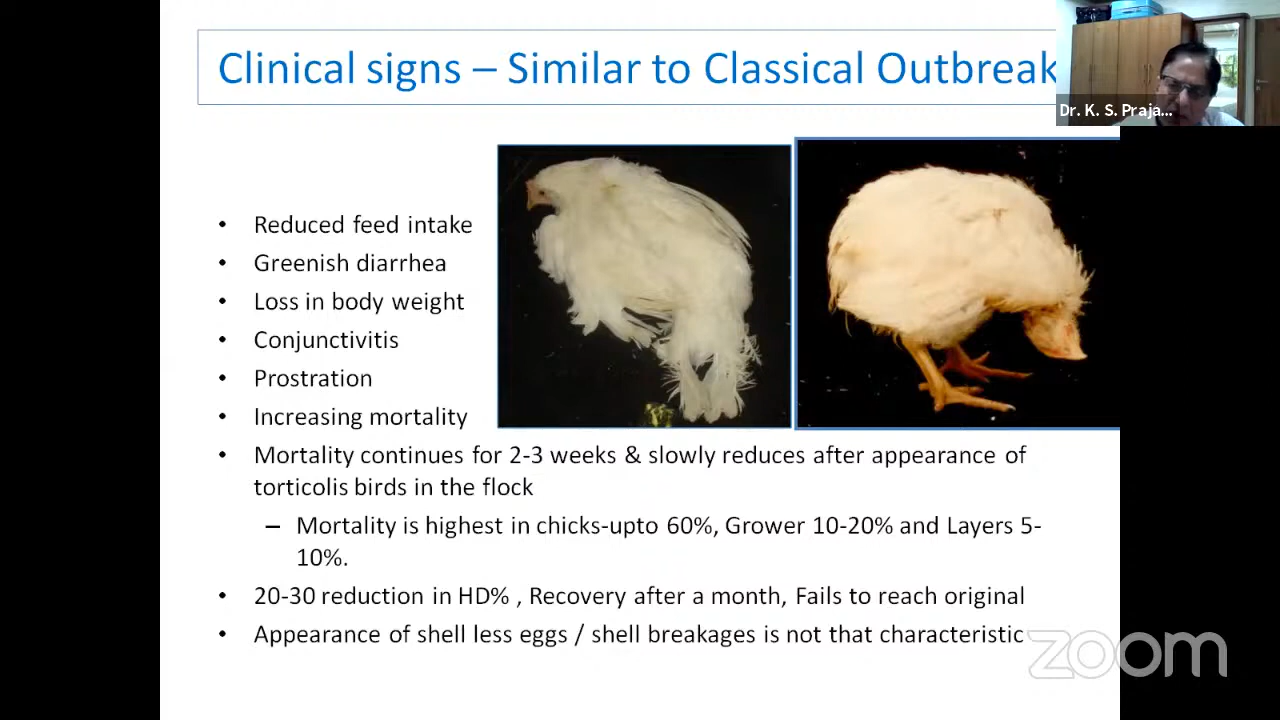 Clinical signs – Similar to Classical Outbreak
Dr. K. S. Praja...
• Reduced feed intake
• Greenish diarrhea
• Loss in body weight
• Conjunctivitis
• Prostration
• Increasing mortality
• Mortality continues for 2-3 weeks & slowly reduces after appearance of
torticolis birds in the flock
– Mortality is highest in chicks-upto 60%, Grower 10-20% and Layers 5-
10%.
• 20-30 reduction in HD% , Recovery after a month, Fails to reach original
• Appearance of shell less eggs / shell breakages is not that characteristic
zoom